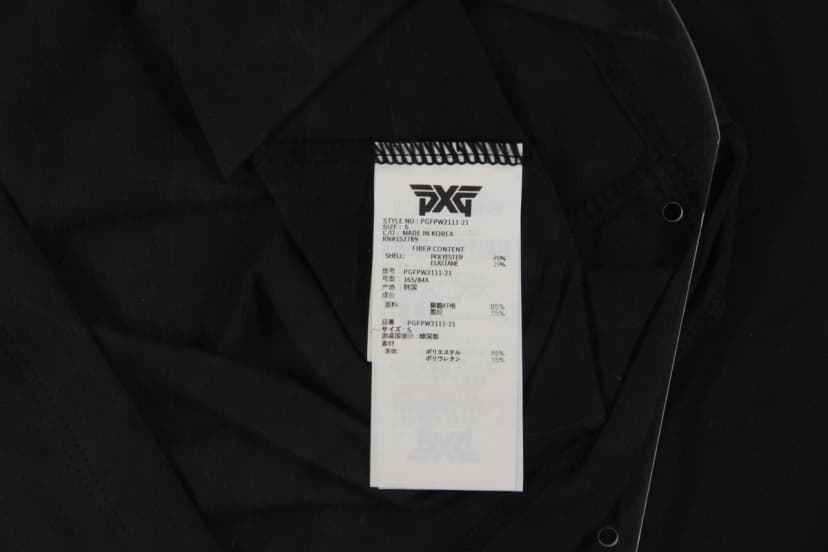 PXG
STYLE NO : PGFPW2111-21
SIZE : S
C/O : MADE IN KOREA
RN#152789
FIBER CONTENT
SHELL: POLYESTER 85%
ELASTANE 15%
款号 : PGFPW2111-21
号型 : 165/84A
产地 : 韩国
成分
面料: 聚酯纤维 85%
氨纶 15%
品番 : PGFPW2111-21
サイズ : S
原産国表示 : 韓国製
素材
表地: ポリエステル 85%
ポリウレタン 15%